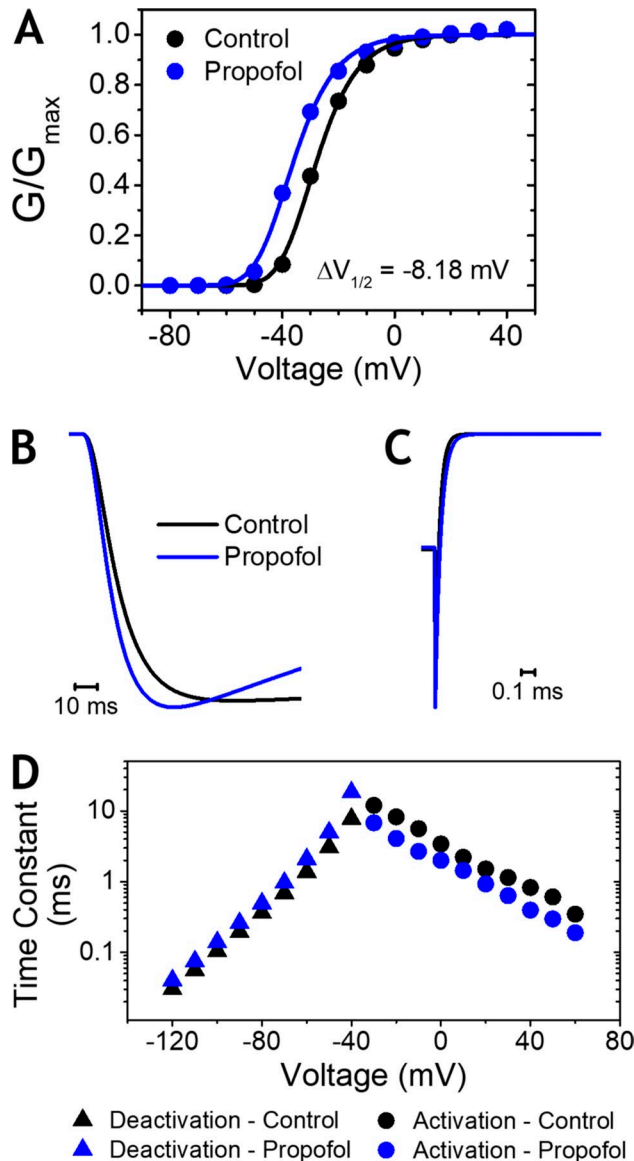 A
Control
Propofol
1.0
0.8
0.6
0.4
0.2
0.0
G/Gmax
ΔV1/2 = -8.18 mV
-80 -40 0 40
Voltage (mV)
B
C
Control
Propofol
10 ms
0.1 ms
D
10
1
0.1
Time Constant
(ms)
-120 -80 -40 0 40 80
Voltage (mV)
Deactivation - Control
Activation - Control
Deactivation - Propofol
Activation - Propofol